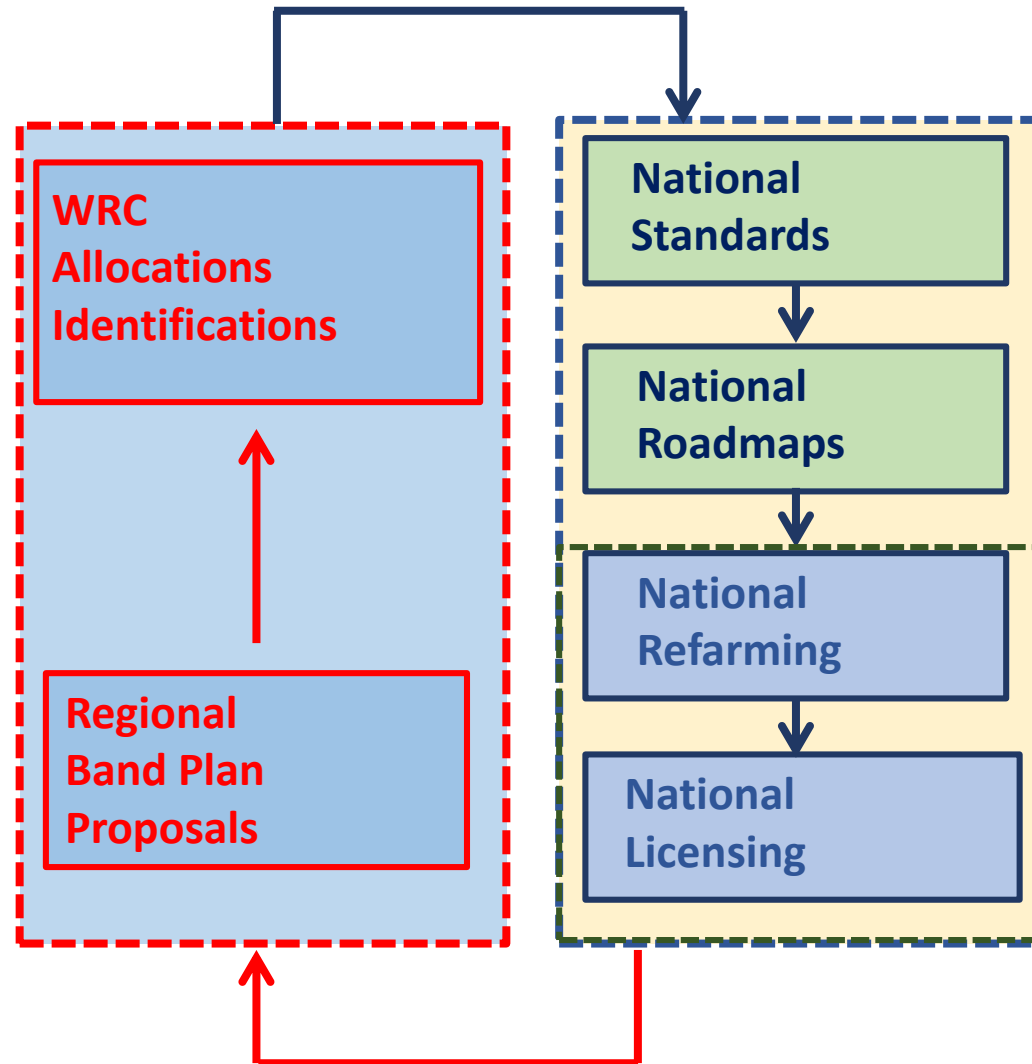 WRC
Allocations
Identifications
Regional
Band Plan
Proposals
National
Standards
National
Roadmaps
National
Refarming
National
Licensing